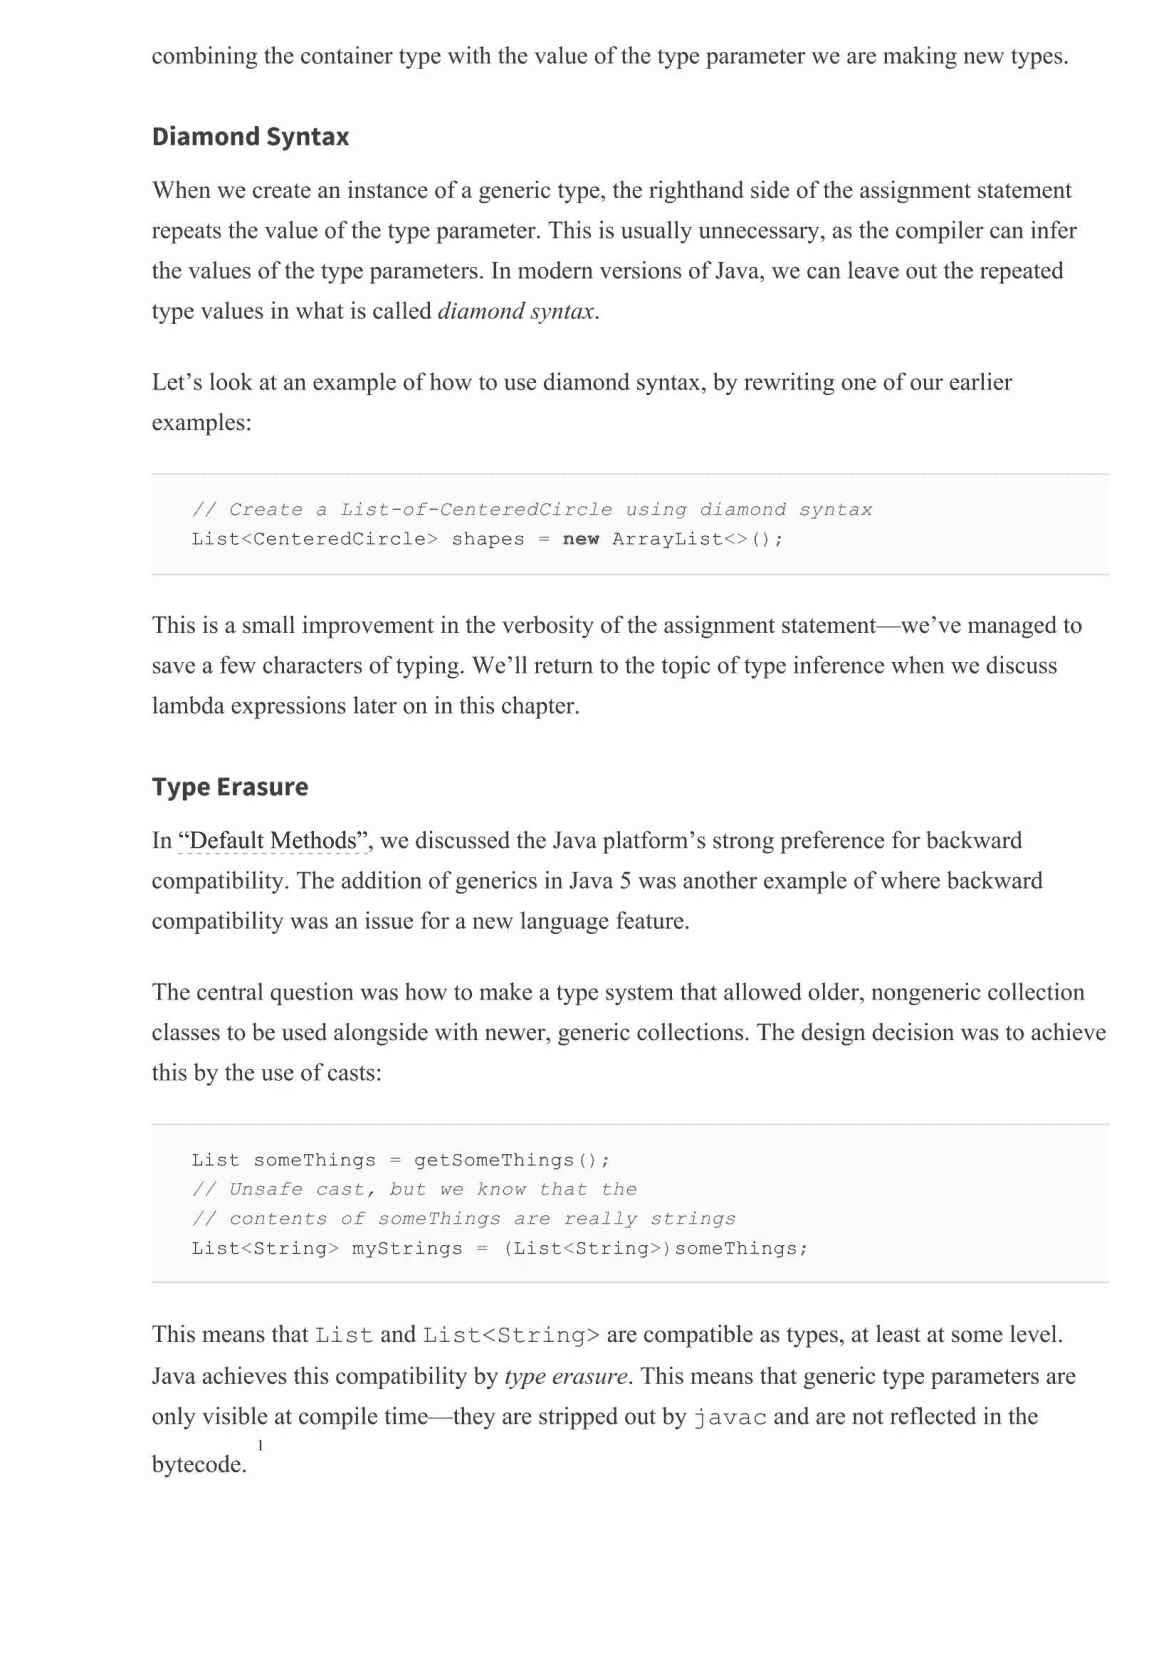 combining the container type with the value of the type parameter we are making new types.
Diamond Syntax
When we create an instance of a generic type, the righthand side of the assignment statement
repeats the value of the type parameter. This is usually unnecessary, as the compiler can infer
the values of the type parameters. In modern versions of Java, we can leave out the repeated
type values in what is called diamond syntax.
Let’s look at an example of how to use diamond syntax, by rewriting one of our earlier
examples:
// Create a List-of-CenteredCircle using diamond syntax
List<CenteredCircle> shapes = new ArrayList<>();
This is a small improvement in the verbosity of the assignment statement—we’ve managed to
save a few characters of typing. We’ll return to the topic of type inference when we discuss
lambda expressions later on in this chapter.
Type Erasure
In “Default Methods”, we discussed the Java platform’s strong preference for backward
compatibility. The addition of generics in Java 5 was another example of where backward
compatibility was an issue for a new language feature.
The central question was how to make a type system that allowed older, nongeneric collection
classes to be used alongside with newer, generic collections. The design decision was to achieve
this by the use of casts:
List someThings = getSomeThings();
// Unsafe cast, but we know that the
// contents of someThings are really strings
List<String> myStrings = (List<String>)someThings;
This means that List and List<String> are compatible as types, at least at some level.
Java achieves this compatibility by type erasure. This means that generic type parameters are
only visible at compile time—they are stripped out by javac and are not reflected in the
bytecode. 1